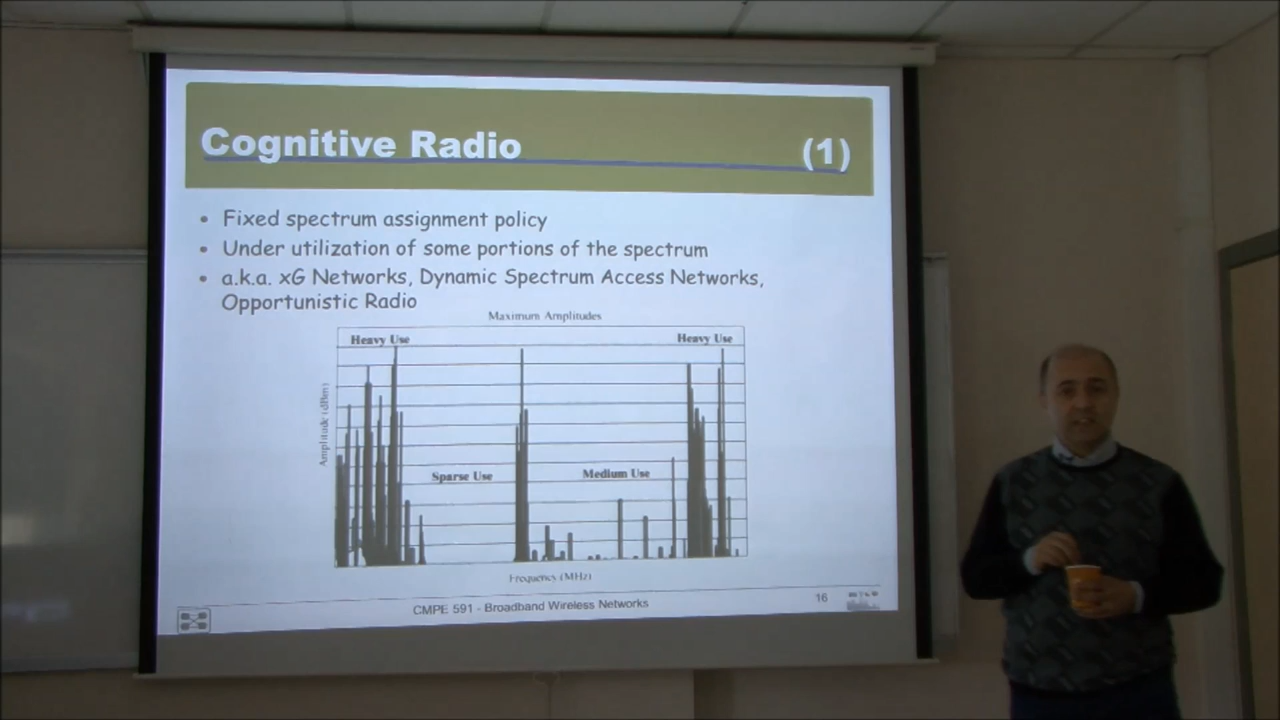 Cognitive Radio (1)
• Fixed spectrum assignment policy
• Under utilization of some portions of the spectrum
• a.k.a. xG Networks, Dynamic Spectrum Access Networks,
Opportunistic Radio
Maximum Amplitudes
Heavy Use
Heavy Use
Amplitude (dBm)
Sparse Use
Medium Use
Frequency (MHz)
CMPE 591 - Broadband Wireless Networks
16